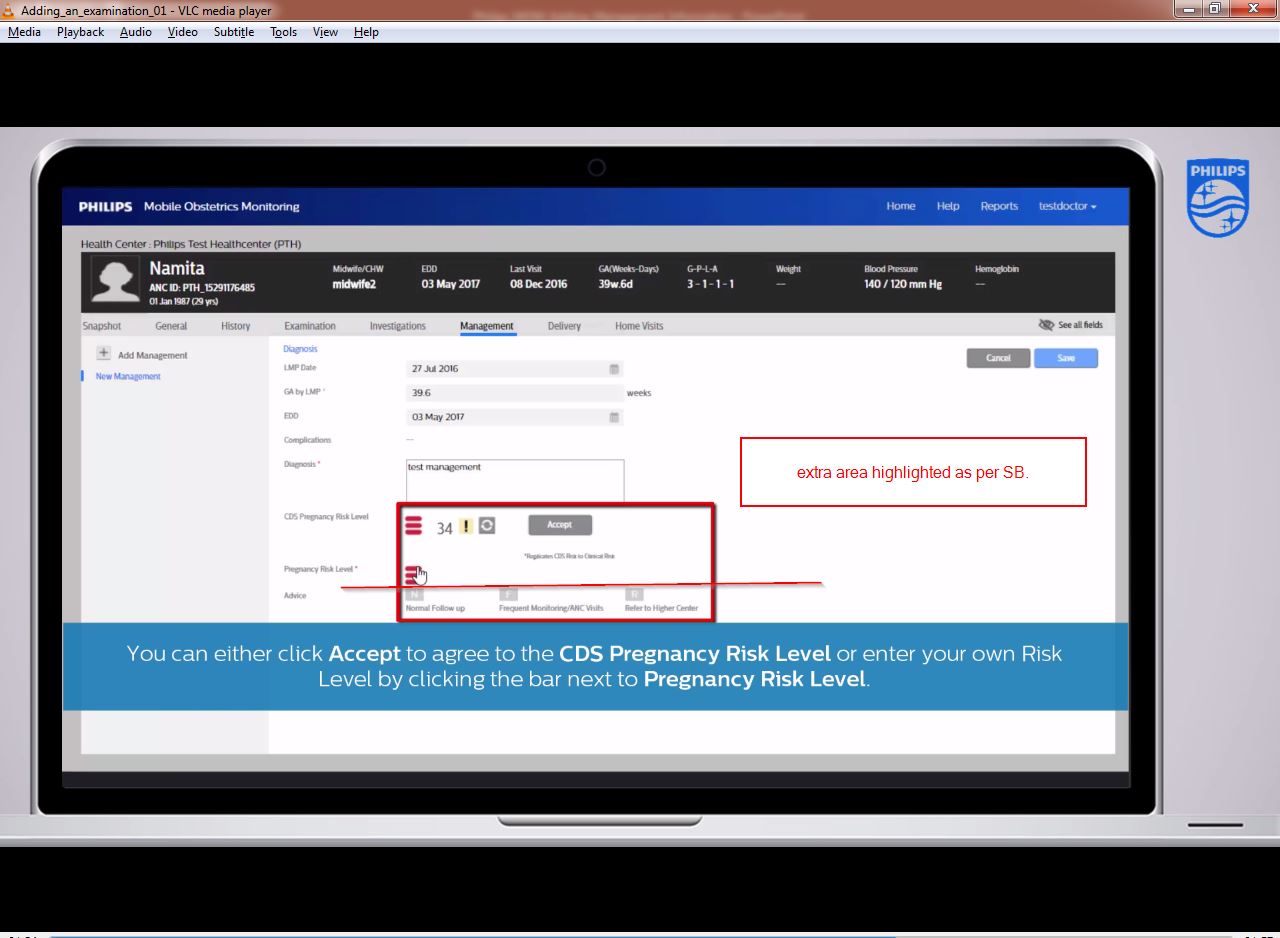 Adding_an_examination_01 - VLC media player
Media Playback Audio Video Subtitle Tools View Help
PHILIPS
PHILIPS Mobile Obstetrics Monitoring
Home Help Reports testdoctor
Health Center : Philips Test Healthcenter (PTH)
Namita
ANC ID: PTH_15291176485
01 Jan 1987 (29 yrs)
Midwife/CHW EDD Last Visit GA(Weeks-Days) G-P-L-A Weight Blood Pressure Hemoglobin
midwife2 03 May 2017 08 Dec 2016 39w.6d 3 - 1 - 1 - 1 -- 140 / 120 mm Hg --
Snapshot General History Examination Investigations Management Delivery Home Visits See all fields
Add Management
New Management
Diagnosis
Cancel Save
LMP Date 27 Jul 2016
GA by LMP * 39.6 weeks
EDD 03 May 2017
Complications --
Diagnosis * test management
extra area highlighted as per SB.
CDS Pregnancy Risk Level 34 ! Accept
*Replicates CDS Risk to Clinical Risk
Pregnancy Risk Level *
Advice N F R
Normal Follow up Frequent Monitoring/ANC Visits Refer to Higher Center
You can either click Accept to agree to the CDS Pregnancy Risk Level or enter your own Risk
Level by clicking the bar next to Pregnancy Risk Level.